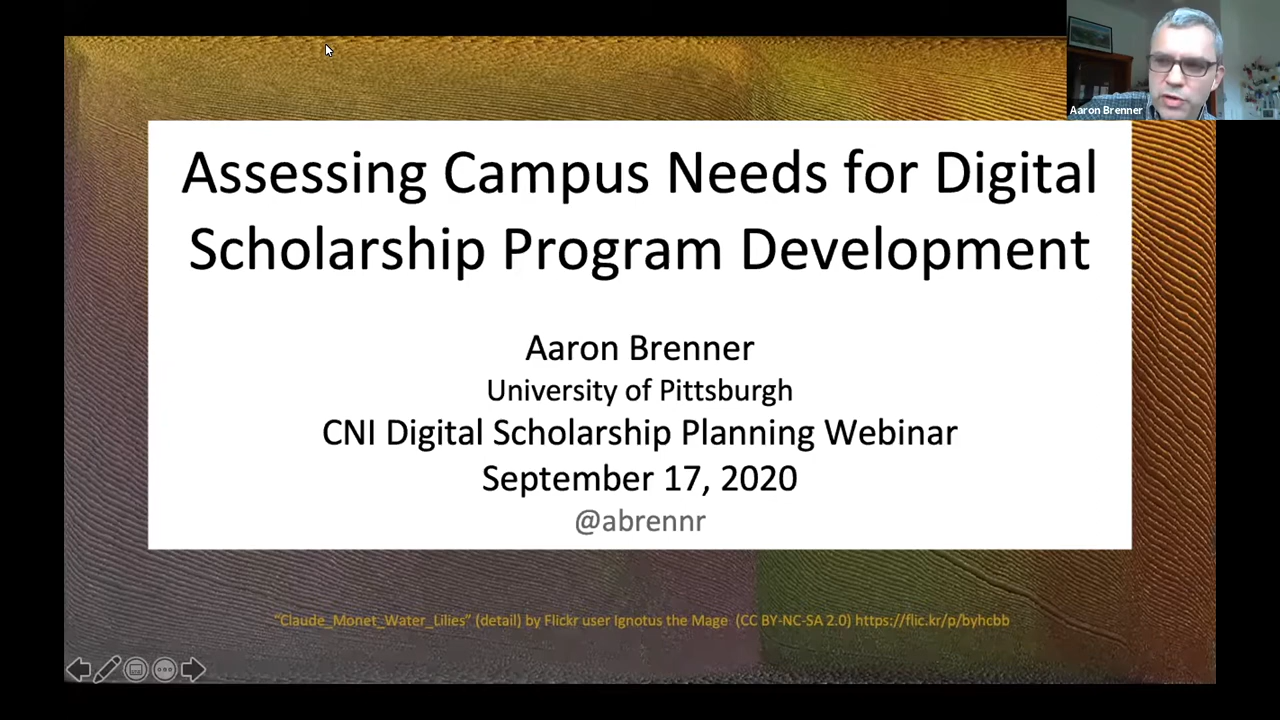 Aaron Brenner
Assessing Campus Needs for Digital
Scholarship Program Development
Aaron Brenner
University of Pittsburgh
CNI Digital Scholarship Planning Webinar
September 17, 2020
@abrennr
“Claude_Monet_Water_Lilies” (detail) by Flickr user Ignotus the Mage (CC BY-NC-SA 2.0) https://flic.kr/p/byhcbb